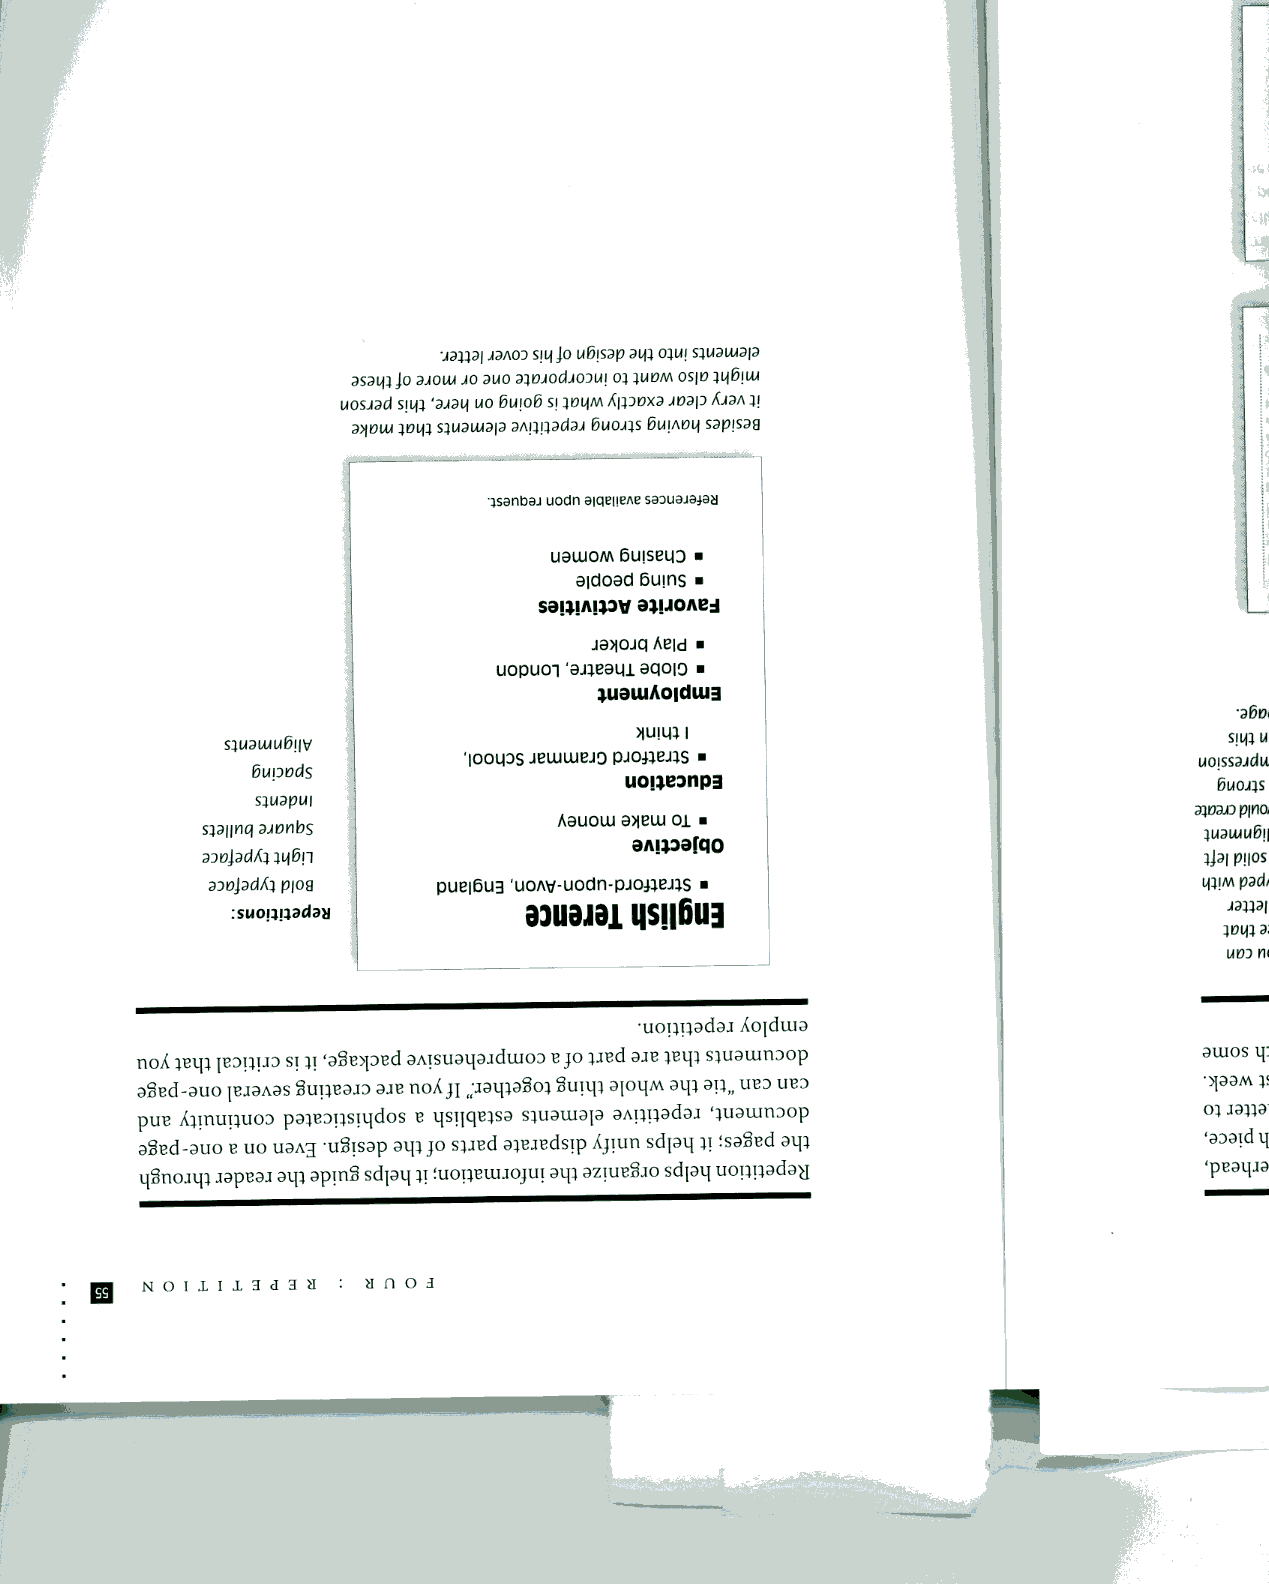 erhead,
h piece,
etter to
st week.
ch some
ou can
e that
letter
ped with
solid left
lignment
ould create
strong
mpression
n this
age.
FOUR : REPETITION 55
Repetition helps organize the information; it helps guide the reader through
the pages; it helps unify disparate parts of the design. Even on a one-page
document, repetitive elements establish a sophisticated continuity and
can can "tie the whole thing together." If you are creating several one-page
documents that are part of a comprehensive package, it is critical that you
employ repetition.
English Terence
▪ Stratford-upon-Avon, England
Objective
▪ To make money
Education
▪ Stratford Grammar School,
I think
Employment
▪ Globe Theatre, London
▪ Play broker
Favorite Activities
▪ Suing people
▪ Chasing women
References available upon request.
Repetitions:
Bold typeface
Light typeface
Square bullets
Indents
Spacing
Alignments
Besides having strong repetitive elements that make
it very clear exactly what is going on here, this person
might also want to incorporate one or more of these
elements into the design of his cover letter.